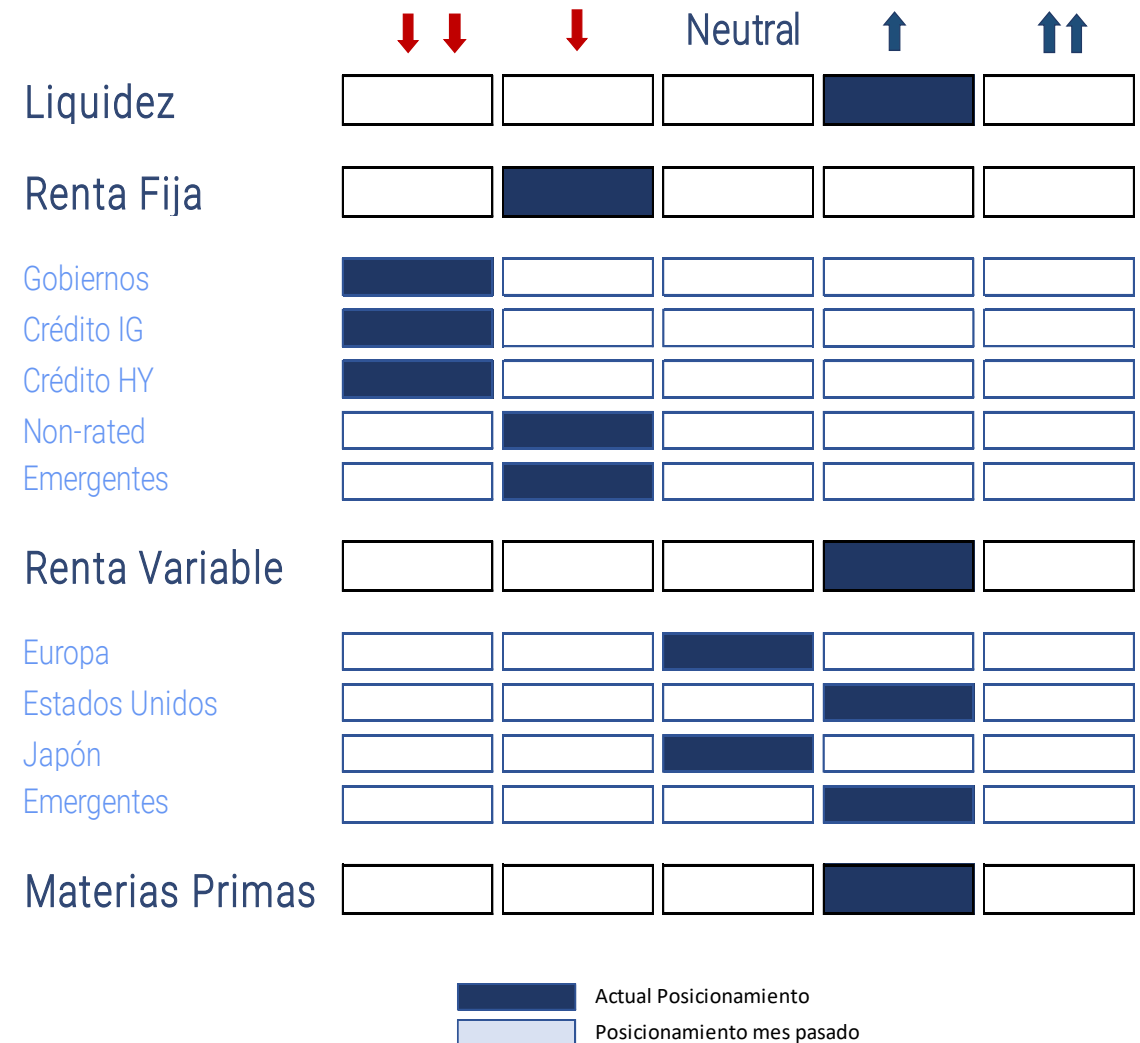 Neutral
Liquidez
Renta Fija
Gobiernos
Crédito IG
Crédito HY
Non-rated
Emergentes
Renta Variable
Europa
Estados Unidos
Japón
Emergentes
Materias Primas
Actual Posicionamiento
Posicionamiento mes pasado